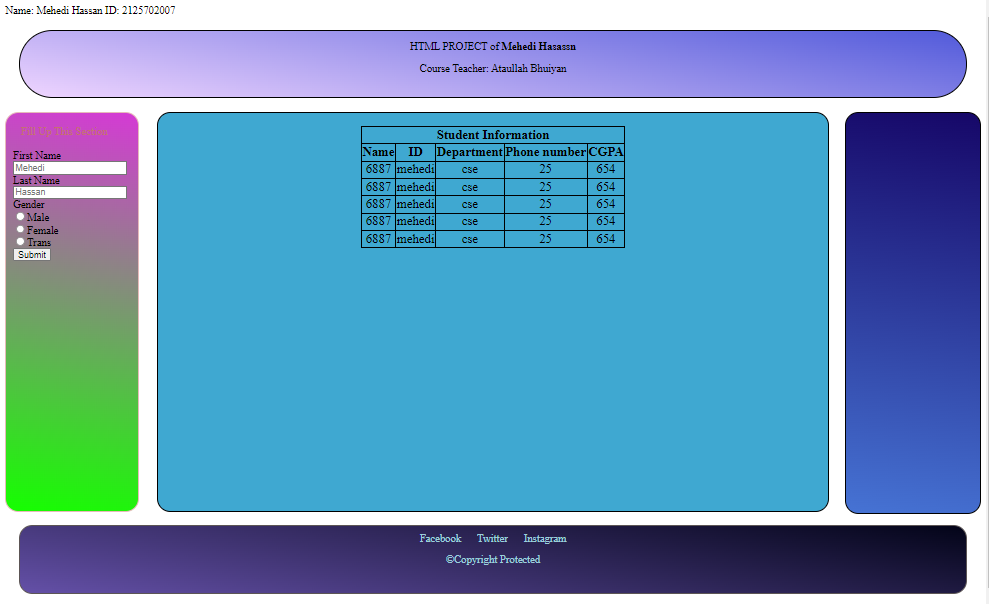 Name: Mehedi Hassan ID: 2125702007
HTML PROJECT of Mehedi Hasassn
Course Teacher: Ataullah Bhuiyan
Fill Up This Section
First Name
Mehedi
Last Name
Hassan
Gender
Male
Female
Trans
Submit
Student Information
Name ID Department Phone number CGPA
6887 mehedi cse 25 654
6887 mehedi cse 25 654
6887 mehedi cse 25 654
6887 mehedi cse 25 654
6887 mehedi cse 25 654
Facebook Twitter Instagram
©Copyright Protected